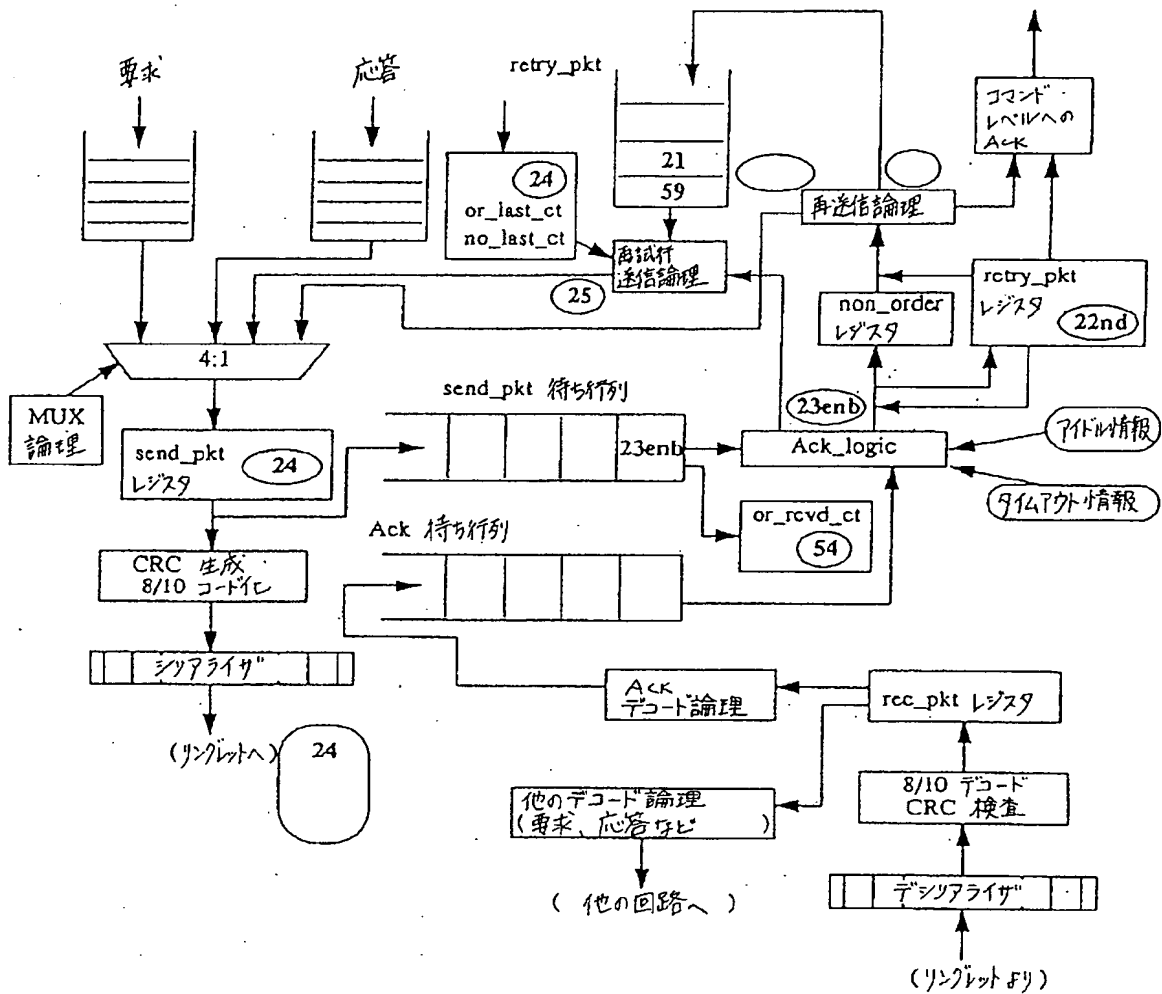 要求
応答
retry_pkt
24
or_last_ct
no_last_ct
21
59
再試行
送信論理
25
再送信論理
コマンド・
レベルへの
Ack
retry_pkt
レジスタ
22nd
non_order
レジスタ
4:1
MUX
論理
send_pkt
レジスタ
24
send_pkt 待ち行列
23enb
23enb
Ack_logic
アイドル情報
タイムアウト情報
or_rcvd_ct
54
Ack 待ち行列
CRC 生成・
8/10 コード化
シリアライザ
(リングレットへ)
24
Ack
デコード論理
rec_pkt レジスタ
他のデコード論理
(要求、応答など )
( 他の回路へ )
8/10 デコード
CRC 検査
デシリアライザ
(リングレットより)